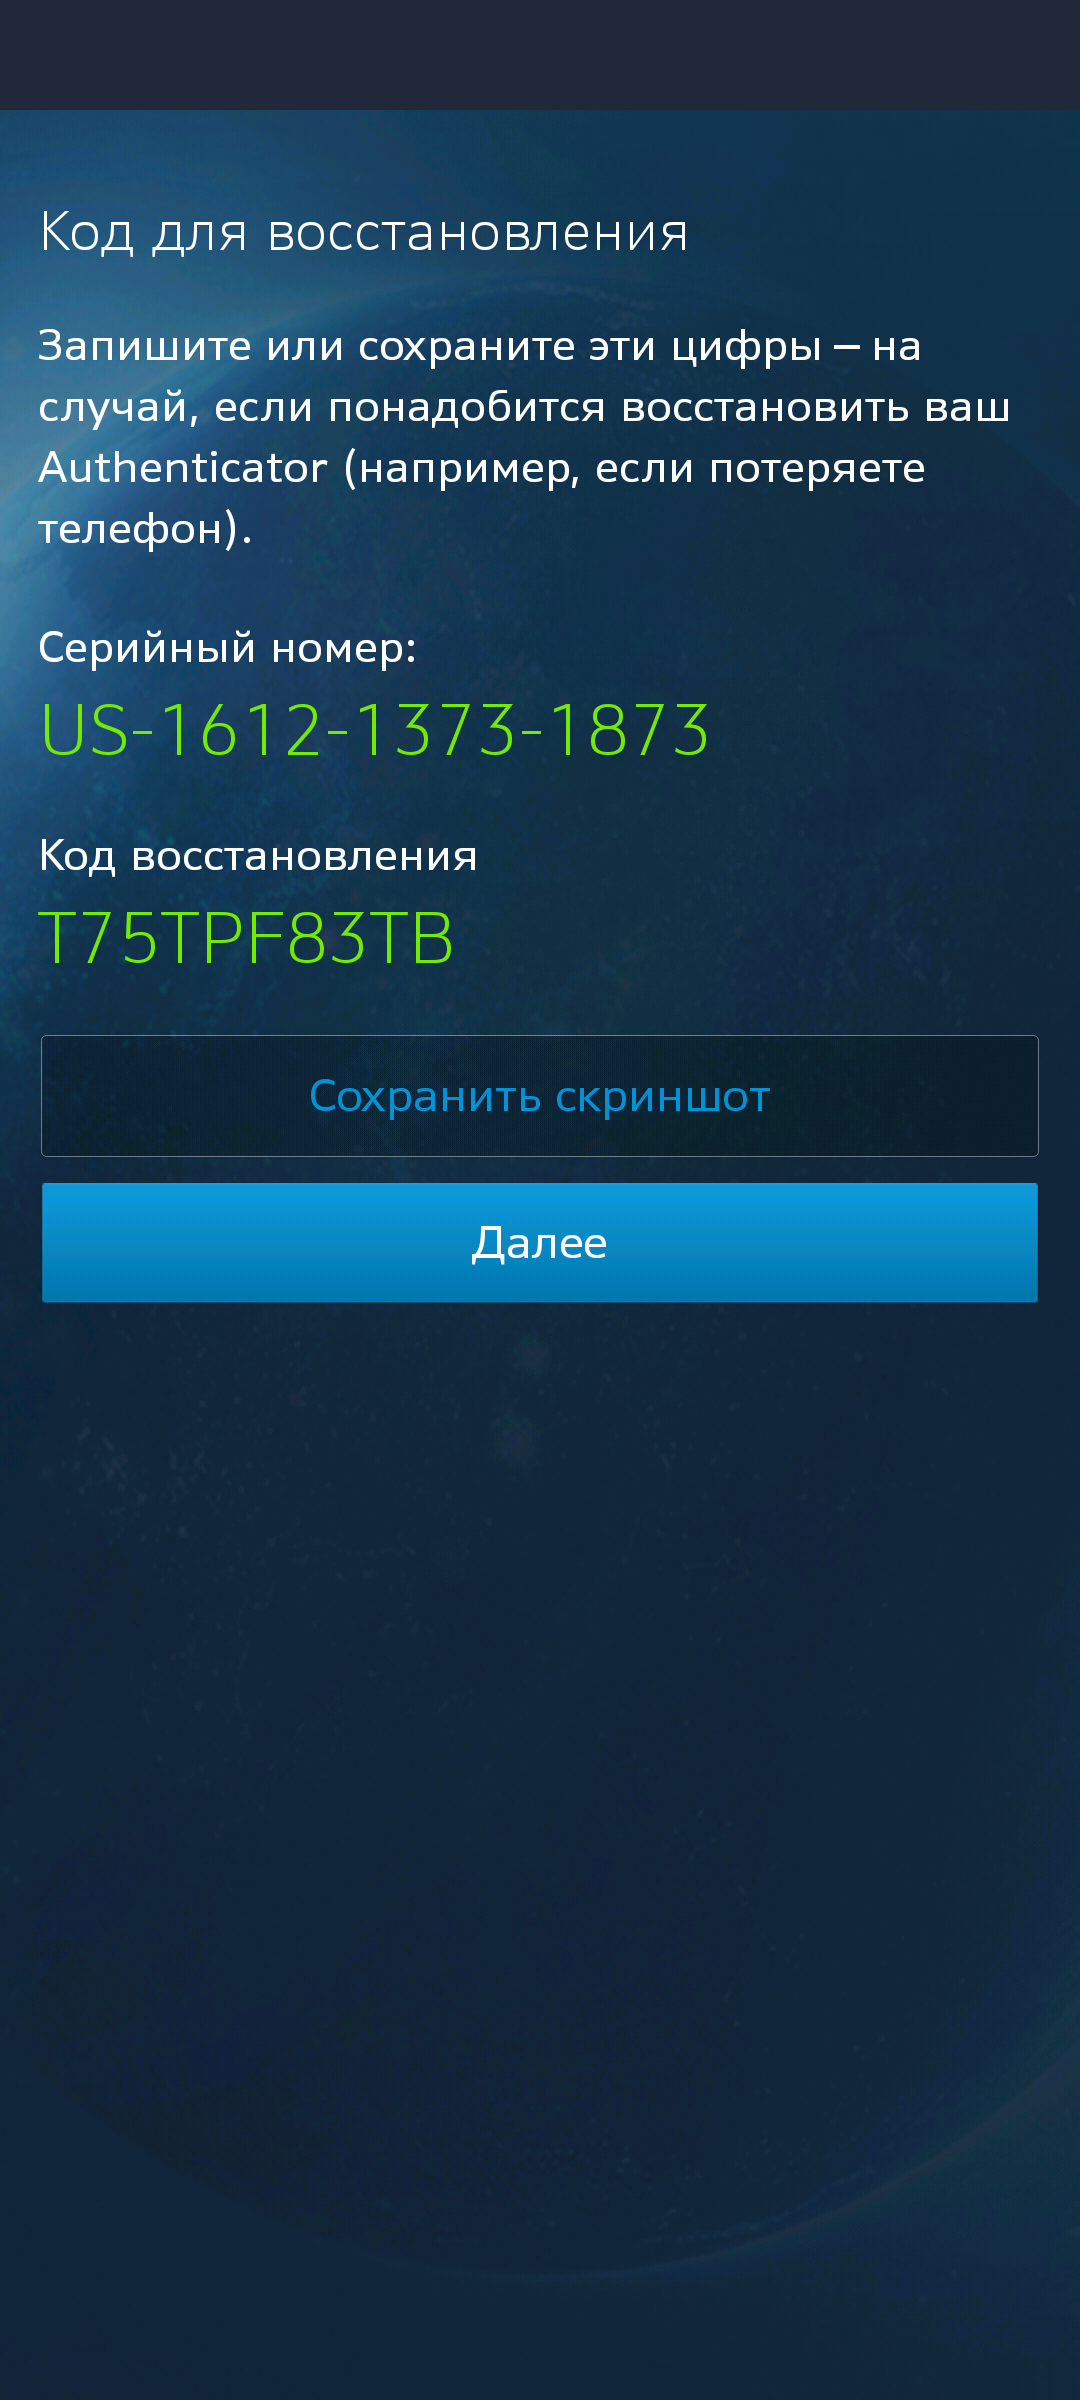 Код для восстановления
Запишите или сохраните эти цифры – на
случай, если понадобится восстановить ваш
Authenticator (например, если потеряете
телефон).
Серийный номер:
US-1612-1373-1873
Код восстановления
T75TPF83TB
Сохранить скриншот
Далее